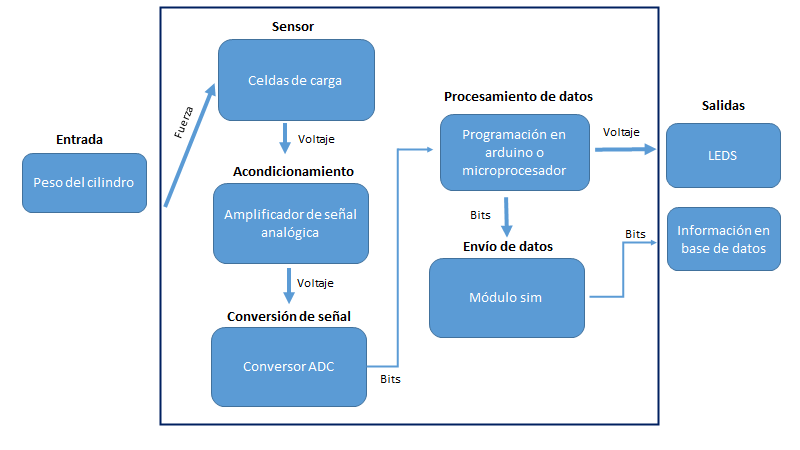 Sensor
Celdas de carga
Fuerza
Voltaje
Entrada
Peso del cilindro
Acondicionamiento
Amplificador de señal
analógica
Voltaje
Conversión de señal
Conversor ADC
Bits
Procesamiento de datos
Programación en
arduino o
microprocesador
Voltaje
Bits
Envío de datos
Módulo sim
Bits
Salidas
LEDS
Información en
base de datos